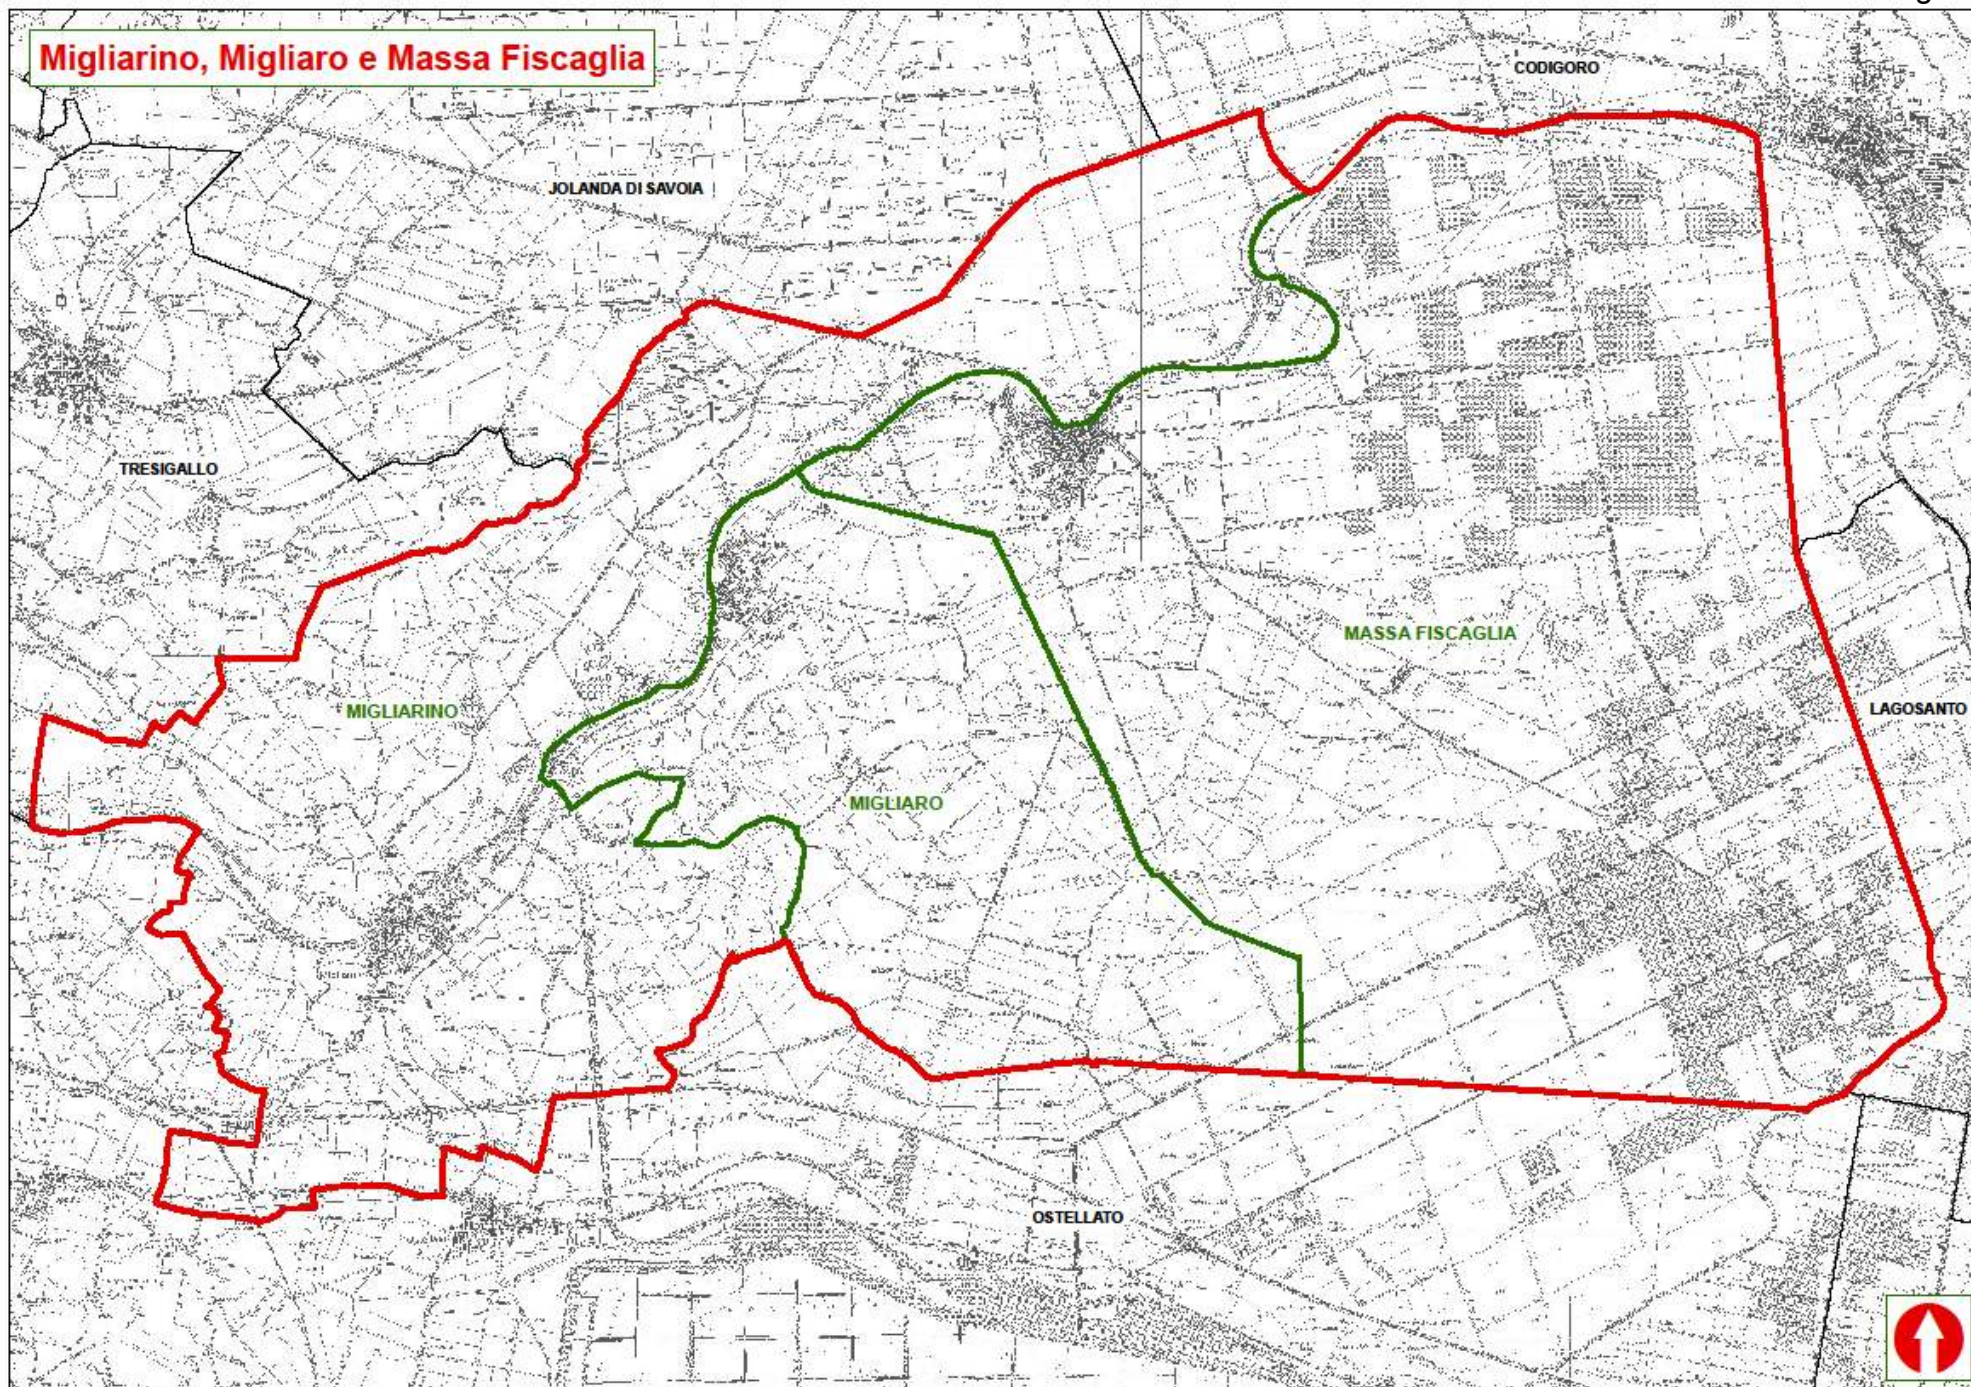 Migliarino, Migliaro e Massa Fiscaglia
CODIGORO
JOLANDA DI SAVOIA
TRESIGALLO
MASSA FISCAGLIA
MIGLIARINO
LAGOSANTO
MIGLIARO
OSTELLATO